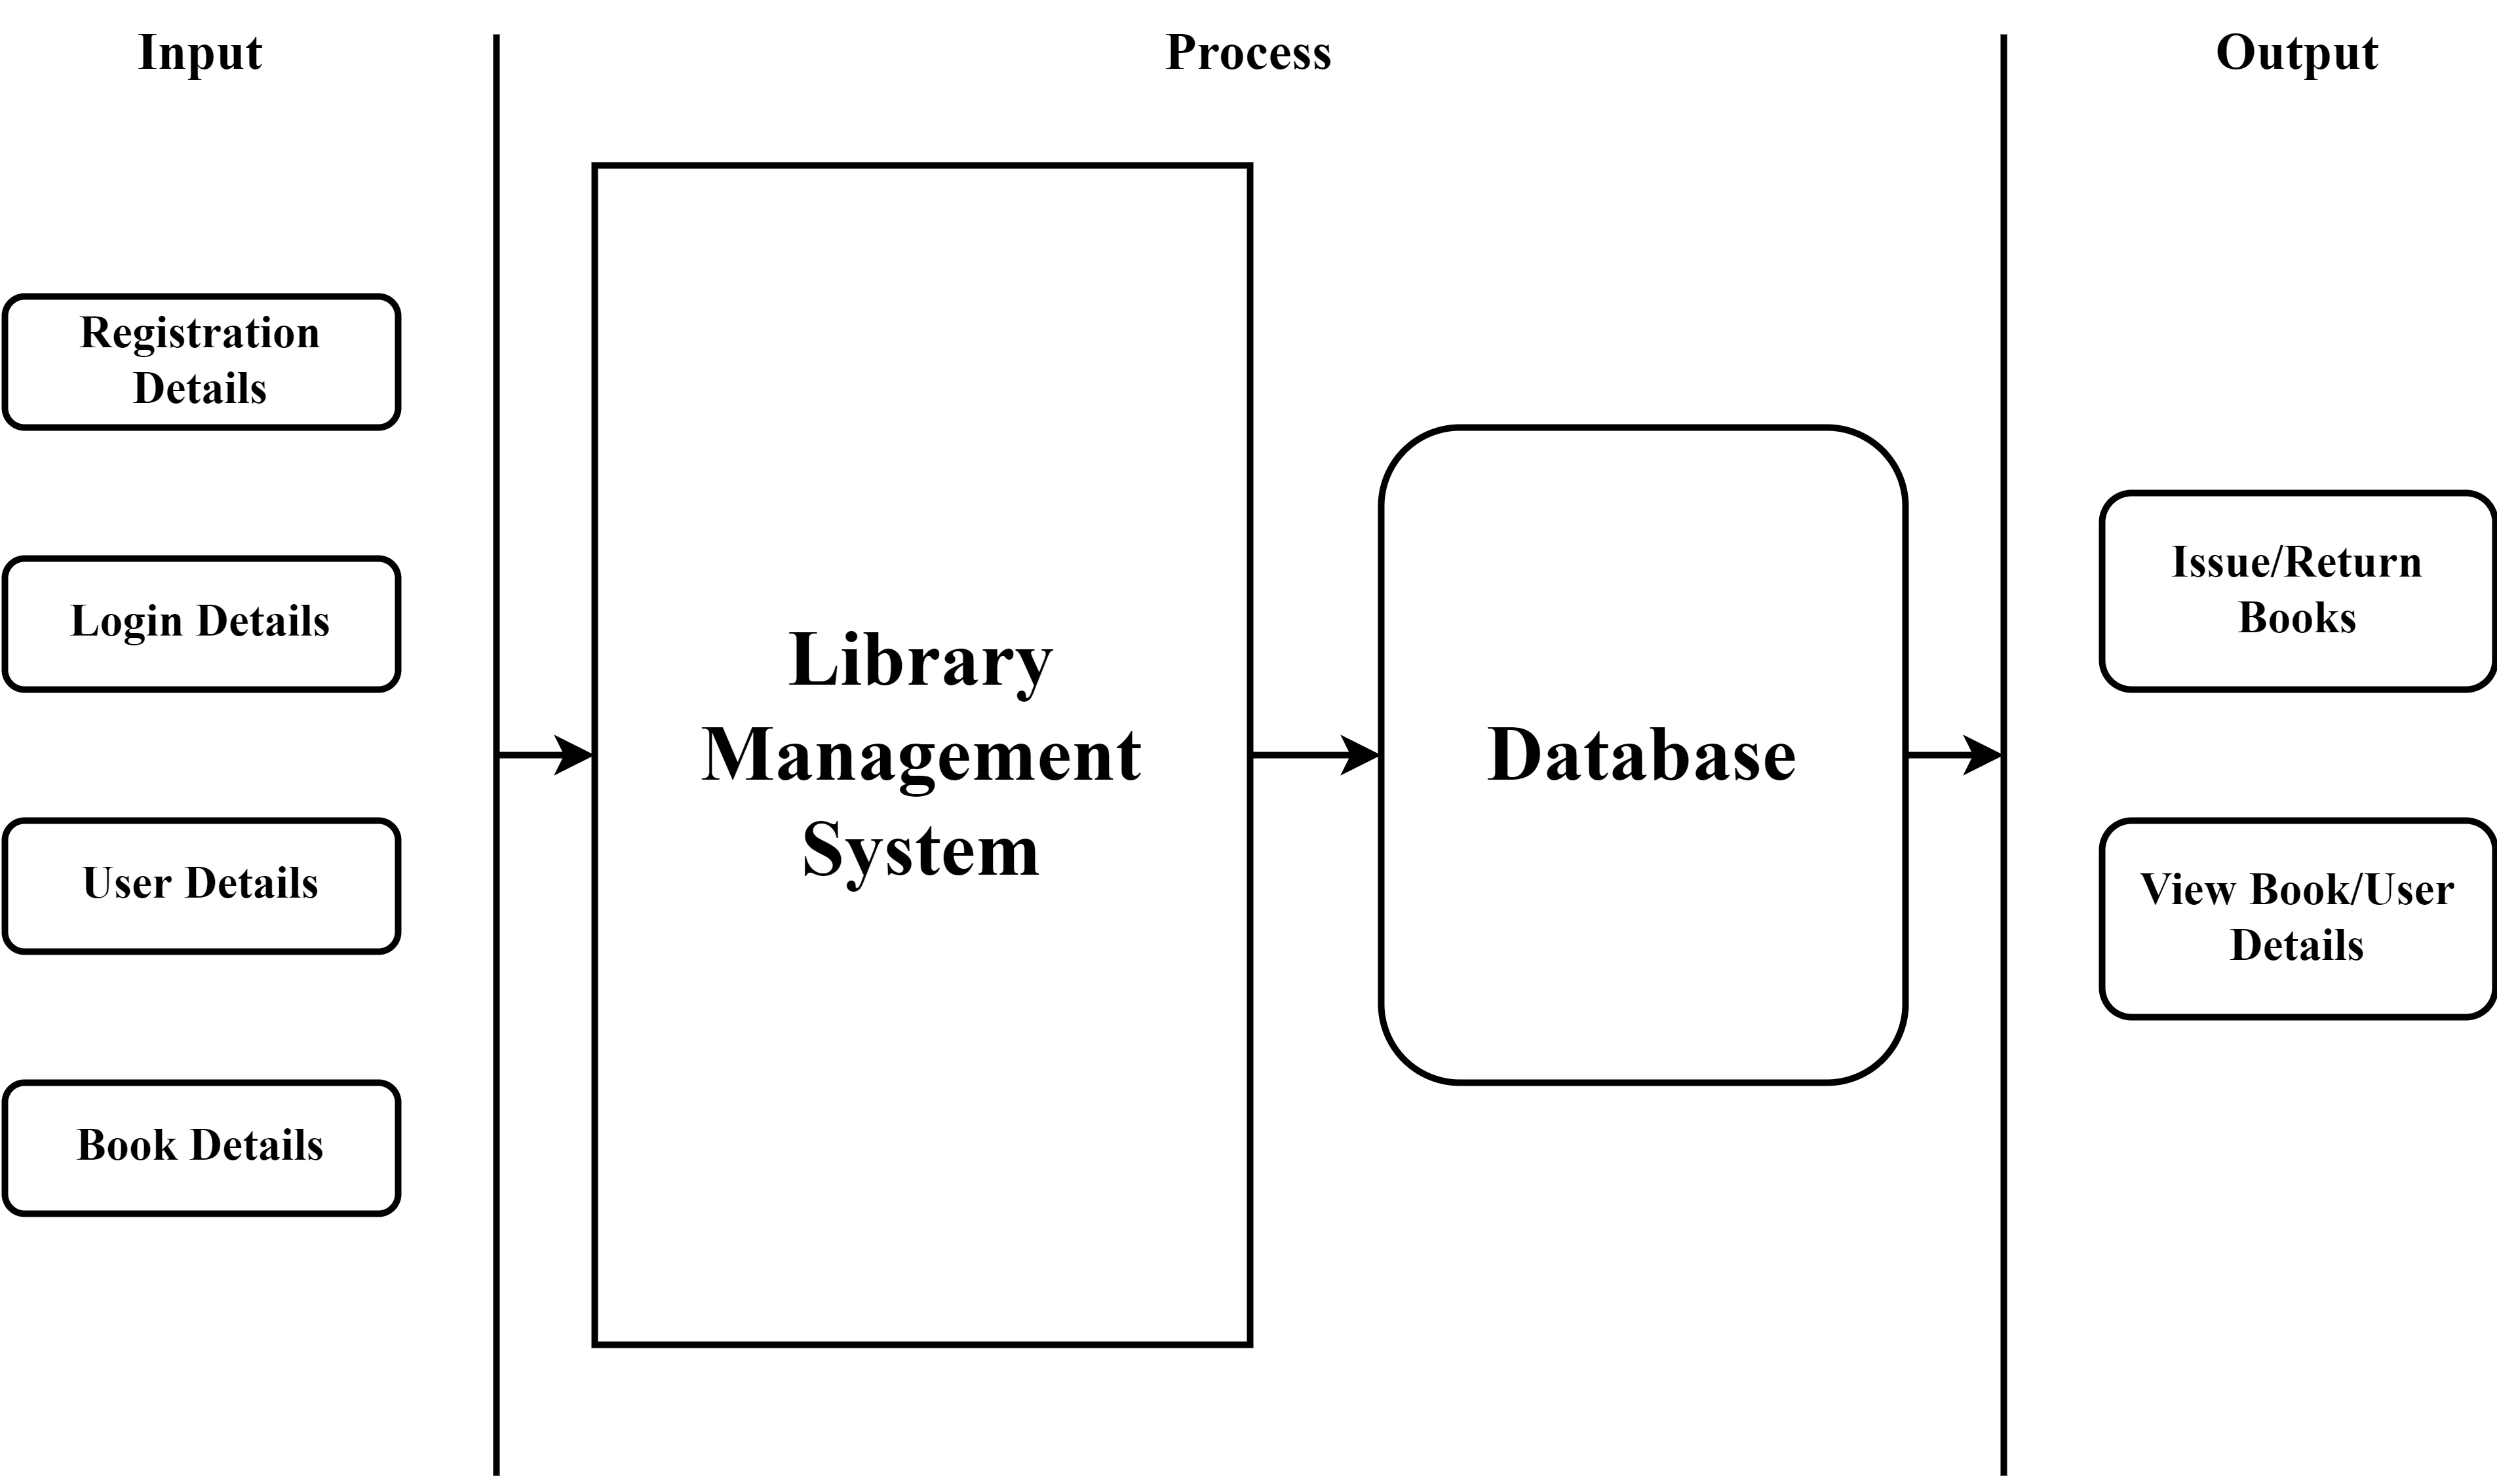 Input
Process
Output
Registration
Details
Login Details
User Details
Book Details
Library
Management
System
Database
Issue/Return
Books
View Book/User
Details